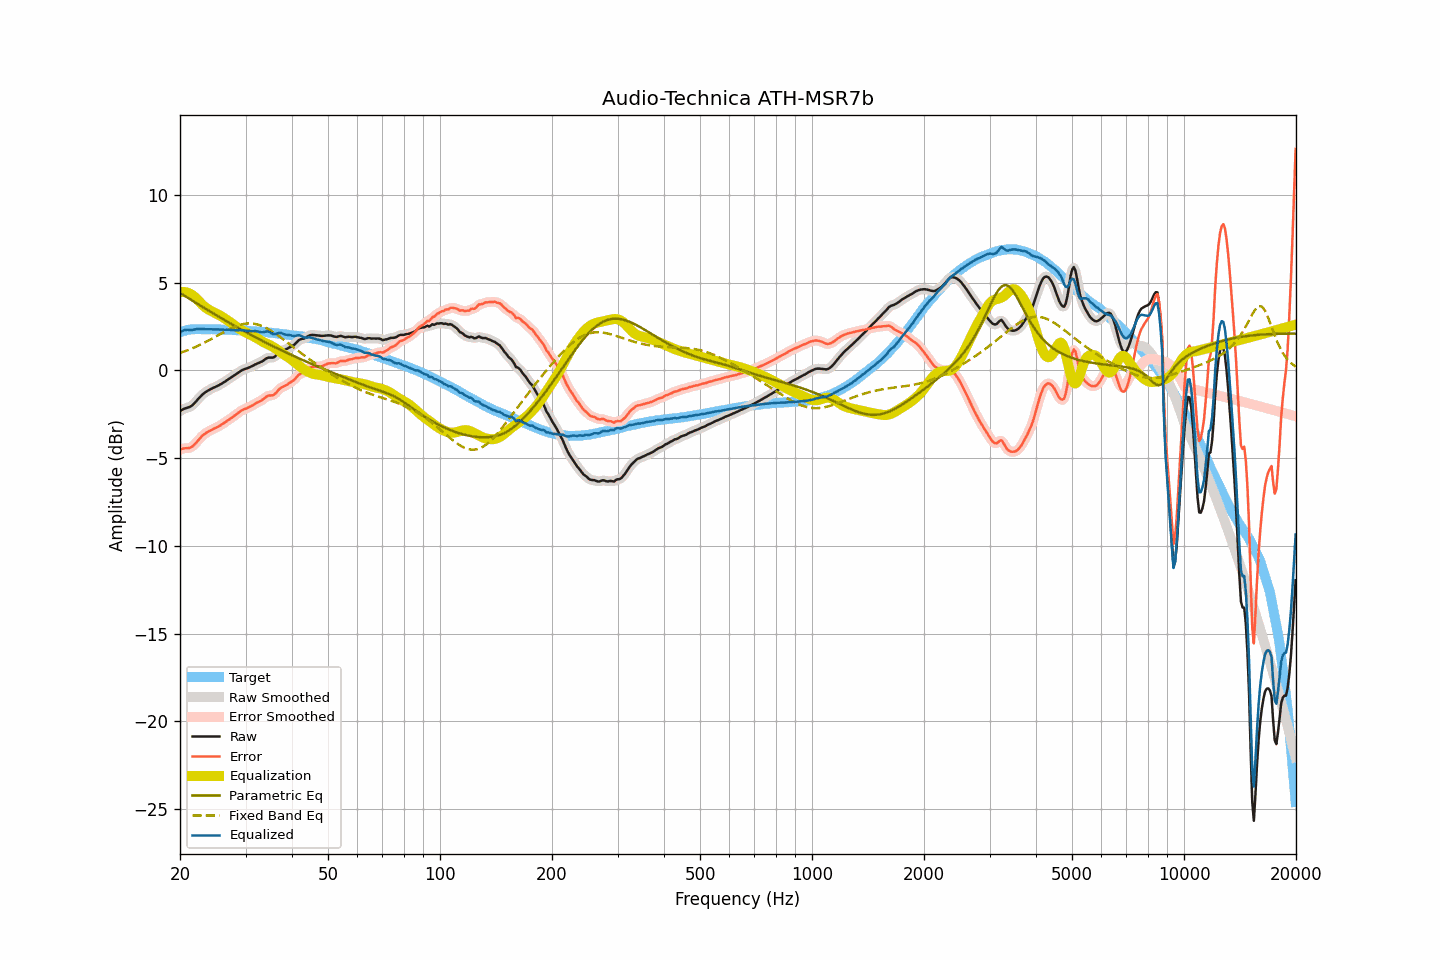 Audio-Technica ATH-MSR7b
Amplitude (dBr)
10
5
0
−5
−10
−15
−20
−25
Target
Raw Smoothed
Error Smoothed
Raw
Error
Equalization
Parametric Eq
Fixed Band Eq
Equalized
20 50 100 200 500 1000 2000 5000 10000 20000
Frequency (Hz)